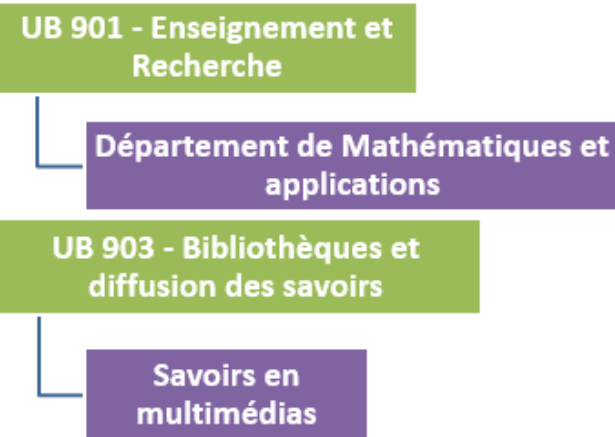 UB 901 - Enseignement et
Recherche
Département de Mathématiques et
applications
UB 903 - Bibliothèques et
diffusion des savoirs
Savoirs en
multimédias